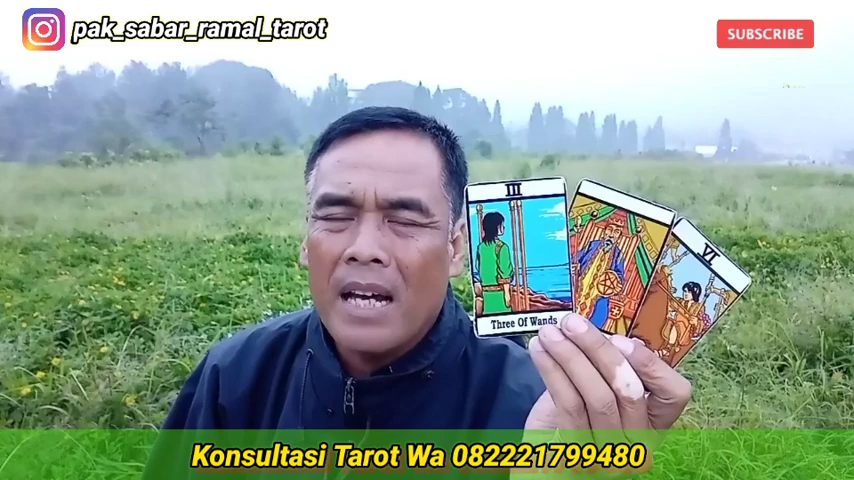 pak_sabar_ramal_tarot
SUBSCRIBE
III
Three Of Wands
VI
Konsultasi Tarot Wa 082221799480